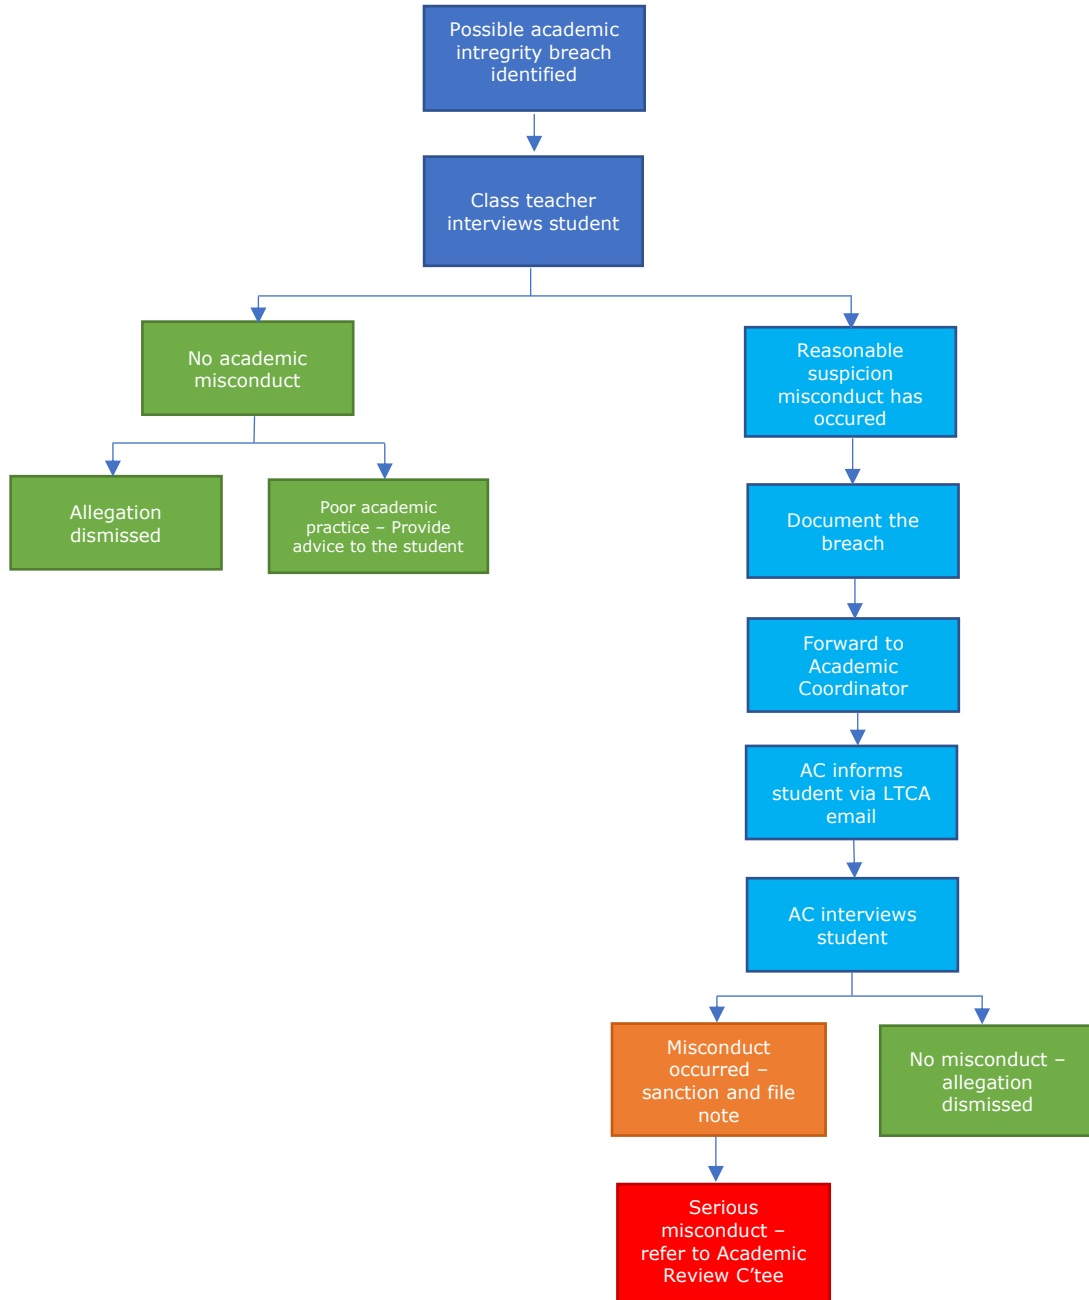 Possible academic
intregrity breach
identified
Class teacher
interviews student
No academic
misconduct
Reasonable
suspicion
misconduct has
occured
Allegation
dismissed
Poor academic
practice – Provide
advice to the student
Document the
breach
Forward to
Academic
Coordinator
AC informs
student via LTCA
email
AC interviews
student
Misconduct
occurred –
sanction and file
note
No misconduct –
allegation
dismissed
Serious
misconduct –
refer to Academic
Review C’tee